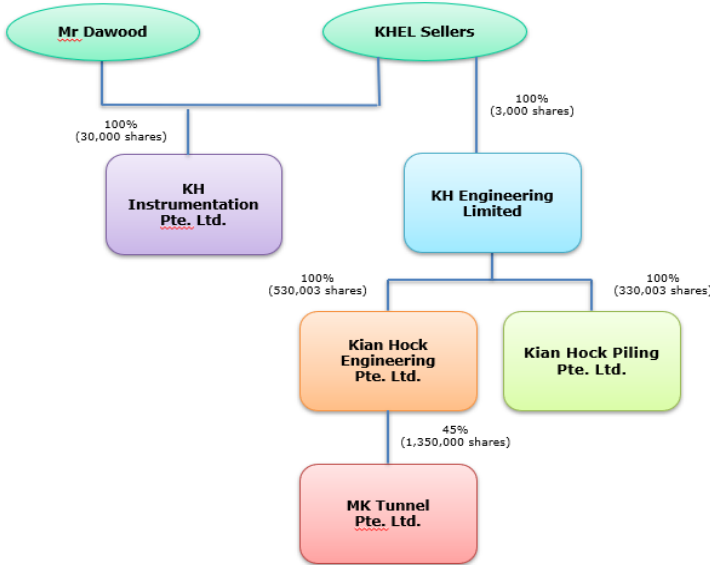 Mr Dawood
KHEL Sellers
100%
(30,000 shares)
100%
(3,000 shares)
KH
Instrumentation
Pte. Ltd.
KH Engineering
Limited
100%
(530,003 shares)
100%
(330,003 shares)
Kian Hock
Engineering
Pte. Ltd.
Kian Hock Piling
Pte. Ltd.
45%
(1,350,000 shares)
MK Tunnel
Pte. Ltd.